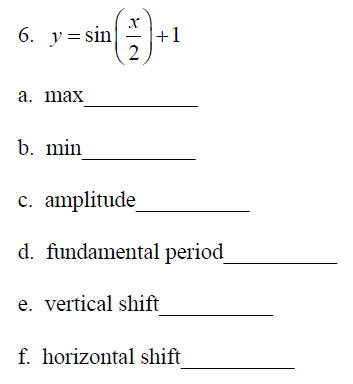 6. y = sin(x/2) + 1
a. max__________
b. min__________
c. amplitude__________
d. fundamental period__________
e. vertical shift__________
f. horizontal shift__________